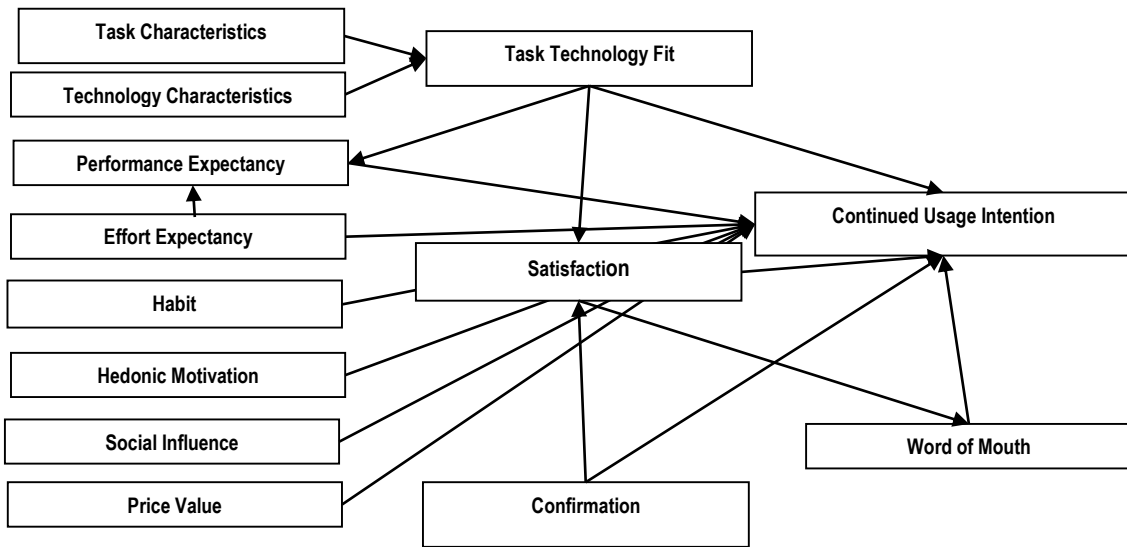 Task Characteristics
Task Technology Fit
Technology Characteristics
Performance Expectancy
Continued Usage Intention
Effort Expectancy
Satisfaction
Habit
Hedonic Motivation
Social Influence
Word of Mouth
Price Value
Confirmation